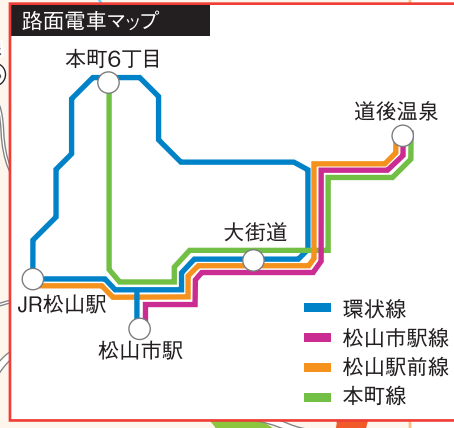 路面電車マップ
本町6丁目
道後温泉
大街道
JR松山駅
松山市駅
環状線
松山市駅線
松山駅前線
本町線